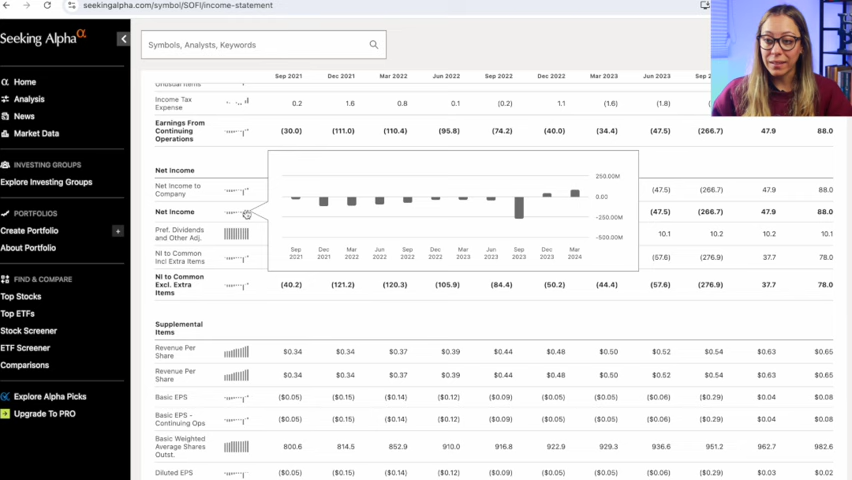 seekingalpha.com/symbol/SOFI/income-statement
Seeking Alpha α
Symbols, Analysts, Keywords
Home
Analysis
News
Market Data
INVESTING GROUPS
Explore Investing Groups
PORTFOLIOS
Create Portfolio +
About Portfolio
FIND & COMPARE
Top Stocks
Top ETFs
Stock Screener
ETF Screener
Comparisons
Explore Alpha Picks
Upgrade To PRO
Sep 2021 Dec 2021 Mar 2022 Jun 2022 Sep 2022 Dec 2022 Mar 2023 Jun 2023 Sep 2
Unusual Items
Income Tax
Expense 0.2 1.6 0.8 0.1 (0.2) 1.1 (1.6) (1.8)
Earnings From
Continuing
Operations (30.0) (111.0) (110.4) (95.8) (74.2) (40.0) (34.4) (47.5) (266.7) 47.9 88.0
Net Income
Net Income to
Company (47.5) (266.7) 47.9 88.0
Net Income (47.5) (266.7) 47.9 88.0
Pref. Dividends
and Other Adj. 10.1 10.2 10.2 10.1
NI to Common
Incl Extra Items (57.6) (276.9) 37.7 78.0
250.00M
0.00
-250.00M
-500.00M
Sep Dec Mar Jun Sep Dec Mar Jun Sep Dec Mar
2021 2021 2022 2022 2022 2022 2023 2023 2023 2023 2024
NI to Common
Excl. Extra
Items (40.2) (121.2) (120.3) (105.9) (84.4) (50.2) (44.4) (57.6) (276.9) 37.7 78.0
Supplemental
Items
Revenue Per
Share $0.34 $0.34 $0.37 $0.39 $0.44 $0.48 $0.50 $0.52 $0.54 $0.63 $0.65
Revenue Per
Share $0.34 $0.34 $0.37 $0.39 $0.44 $0.48 $0.50 $0.52 $0.54 $0.63 $0.65
Basic EPS ($0.05) ($0.15) ($0.14) ($0.12) ($0.09) ($0.05) ($0.05) ($0.06) ($0.29) $0.04 $0.08
Basic EPS -
Continuing Ops ($0.05) ($0.15) ($0.14) ($0.12) ($0.09) ($0.05) ($0.05) ($0.06) ($0.29) $0.04 $0.08
Basic Weighted
Average Shares
Outst. 800.6 814.5 852.9 910.0 916.8 922.9 929.3 936.6 951.2 962.7 982.6
Diluted EPS ($0.05) ($0.15) ($0.14) ($0.12) ($0.09) ($0.05) ($0.05) ($0.06) ($0.29) $0.03 $0.02